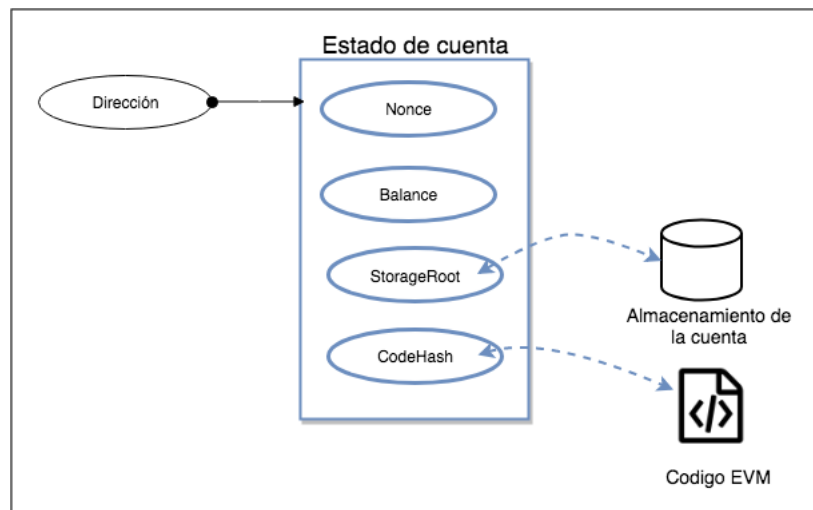 Estado de cuenta
Dirección
Nonce
Balance
StorageRoot
Almacenamiento de
la cuenta
CodeHash
Codigo EVM